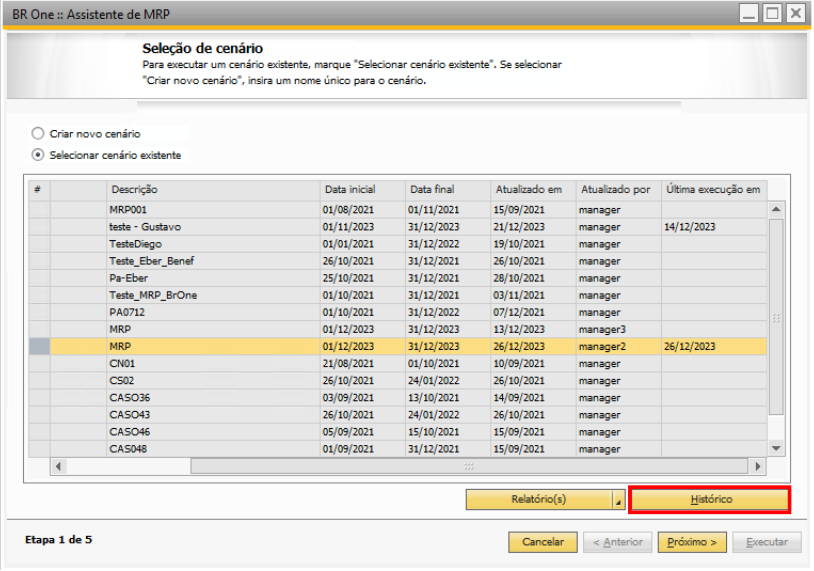 BR One :: Assistente de MRP
Seleção de cenário
Para executar um cenário existente, marque "Selecionar cenário existente". Se selecionar
"Criar novo cenário", insira um nome único para o cenário.
Criar novo cenário
Selecionar cenário existente
# Descrição Data inicial Data final Atualizado em Atualizado por Última execução em
MRP001 01/08/2021 01/11/2021 15/09/2021 manager
teste - Gustavo 01/11/2023 31/12/2023 21/12/2023 manager 14/12/2023
TesteDiego 01/01/2021 31/12/2022 19/10/2021 manager
Teste_Eber_Benef 26/10/2021 31/12/2021 26/10/2021 manager
Pa-Eber 25/10/2021 31/12/2021 28/10/2021 manager
Teste_MRP_BrOne 01/10/2021 31/12/2021 03/11/2021 manager
PA0712 01/10/2021 31/12/2022 07/12/2021 manager
MRP 01/12/2023 31/12/2023 13/12/2023 manager3
MRP 01/12/2023 31/12/2023 26/12/2023 manager2 26/12/2023
CN01 21/08/2021 01/10/2021 10/09/2021 manager
CS02 26/10/2021 24/01/2022 26/10/2021 manager
CASO36 03/09/2021 13/10/2021 14/09/2021 manager
CASO43 26/10/2021 24/01/2022 26/10/2021 manager
CASO46 05/09/2021 15/10/2021 15/09/2021 manager
CAS048 01/09/2021 31/12/2021 15/09/2021 manager
Relatório(s) Histórico
Etapa 1 de 5 Cancelar < Anterior Próximo > Executar